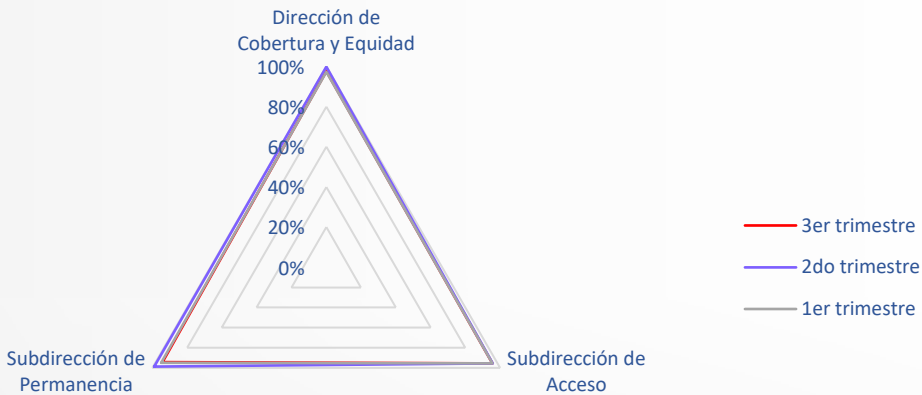 Dirección de
Cobertura y Equidad
100%
80%
60%
40%
20%
0%
Subdirección de
Permanencia
Subdirección de
Acceso
3er trimestre
2do trimestre
1er trimestre